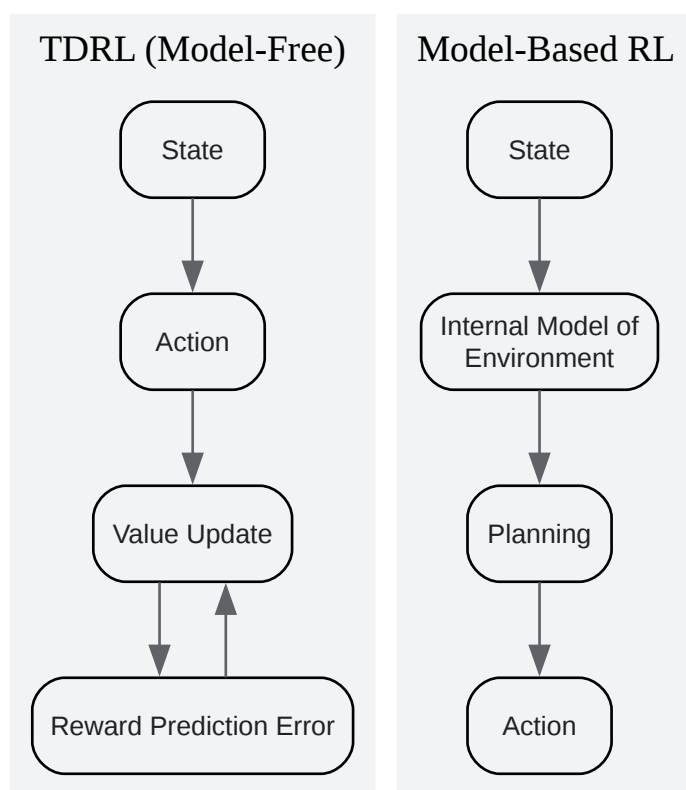 TDRL (Model-Free)
State
Action
Value Update
Reward Prediction Error
Model-Based RL
State
Internal Model of
Environment
Planning
Action